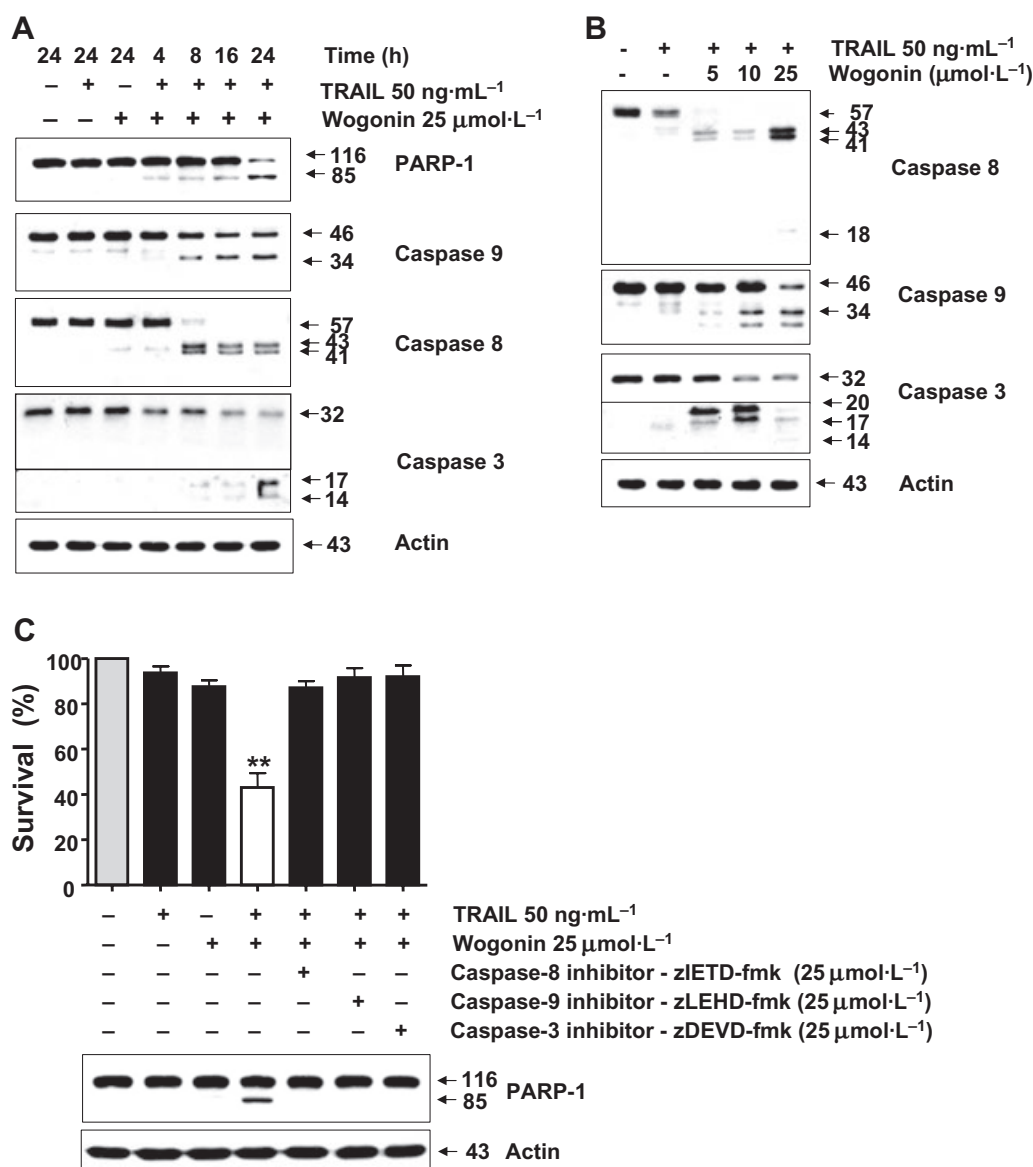 A
24 24 24 4 8 16 24 Time (h)
– + – + + + + TRAIL 50 ng·mL⁻¹
– – + + + + + Wogonin 25 μmol·L⁻¹
116
PARP-1
85
46
Caspase 9
34
57
43 Caspase 8
41
32
Caspase 3
17
14
43 Actin
B
- + + + + TRAIL 50 ng·mL⁻¹
- - 5 10 25 Wogonin (μmol·L⁻¹)
57
43
41
Caspase 8
18
46
Caspase 9
34
32
Caspase 3
20
17
14
43 Actin
C
Survival (%)
100
80
60
40
20
0
**
– + – + + + + TRAIL 50 ng·mL⁻¹
– – + + + + + Wogonin 25 μmol·L⁻¹
– – – – + – – Caspase-8 inhibitor - zIETD-fmk (25 μmol·L⁻¹)
– – – – – + – Caspase-9 inhibitor - zLEHD-fmk (25 μmol·L⁻¹)
– – – – – – + Caspase-3 inhibitor - zDEVD-fmk (25 μmol·L⁻¹)
116
PARP-1
85
43 Actin